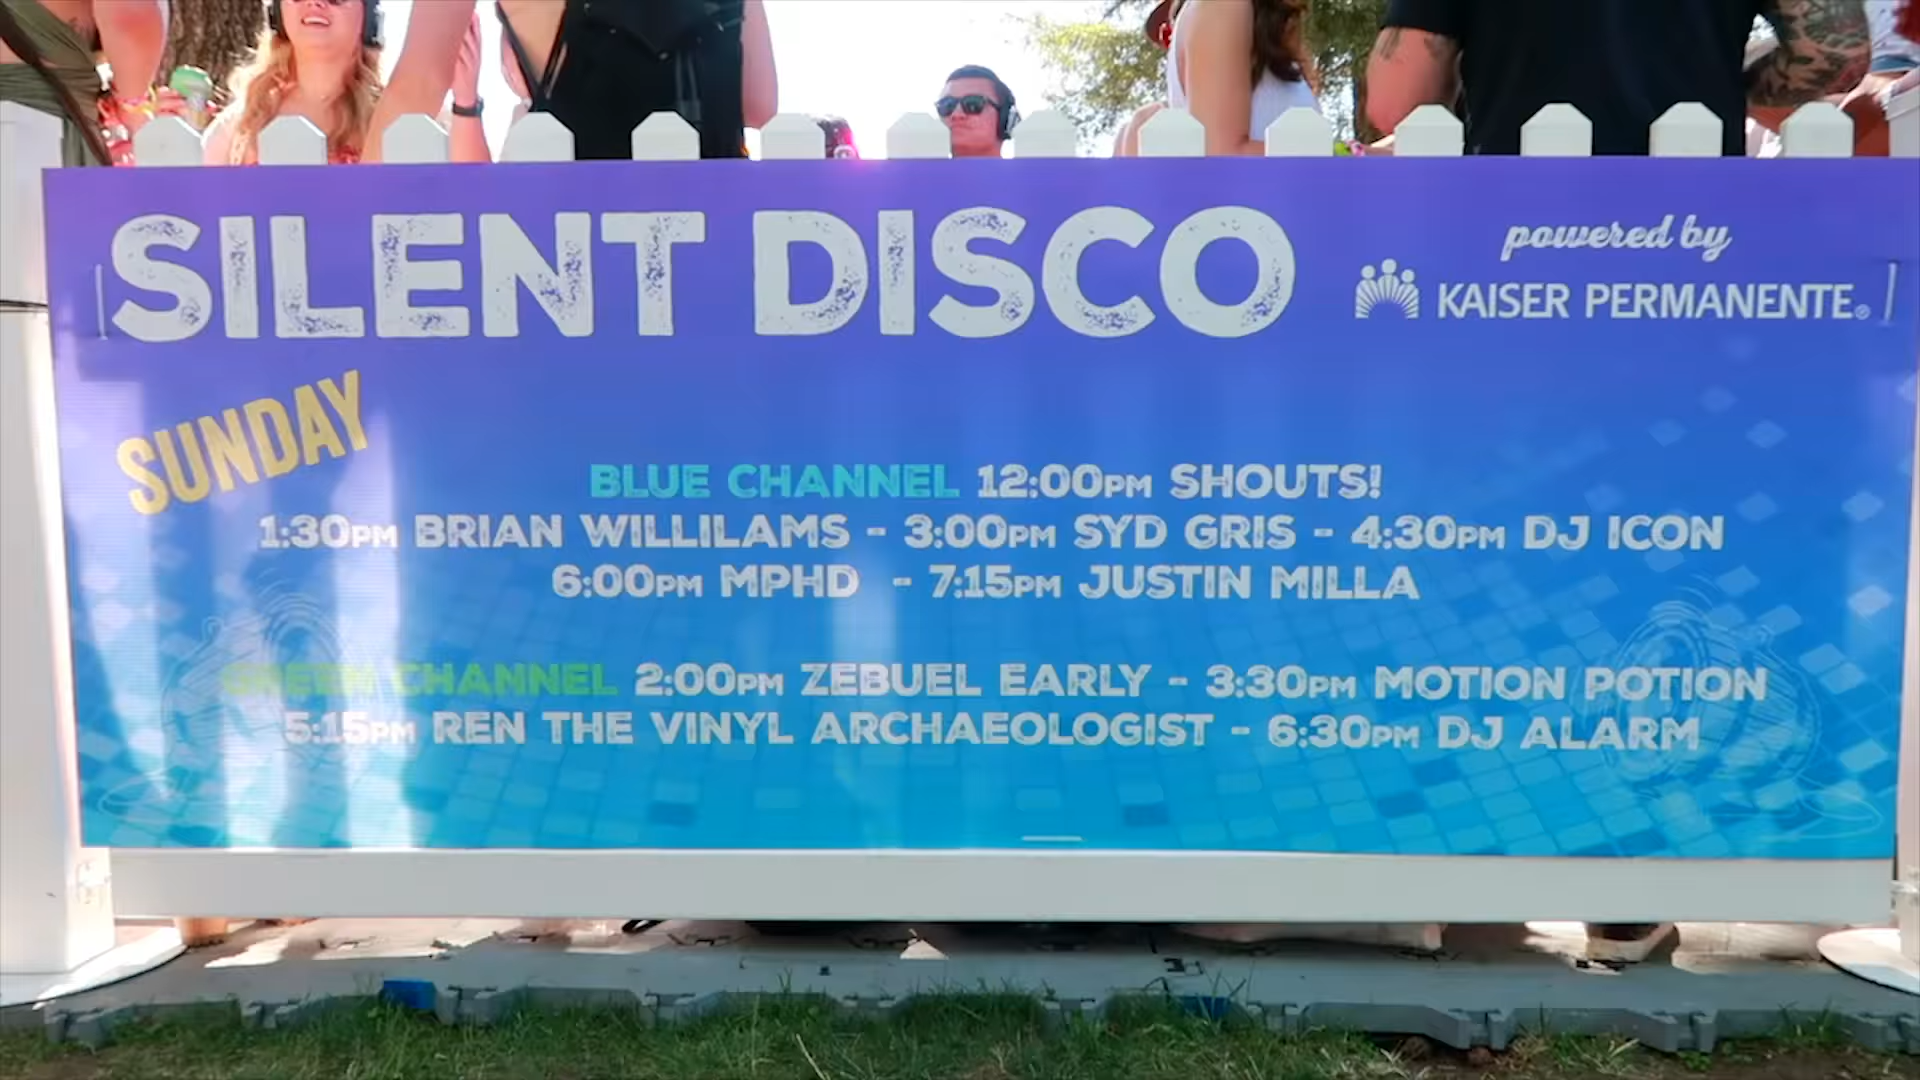 SILENT DISCO
powered by
KAISER PERMANENTE®
SUNDAY
BLUE CHANNEL 12:00PM SHOUTS!
1:30PM BRIAN WILLILAMS - 3:00PM SYD GRIS - 4:30PM DJ ICON
6:00PM MPHD - 7:15PM JUSTIN MILLA
GREEN CHANNEL 2:00PM ZEBUEL EARLY - 3:30PM MOTION POTION
5:15PM REN THE VINYL ARCHAEOLOGIST - 6:30PM DJ ALARM